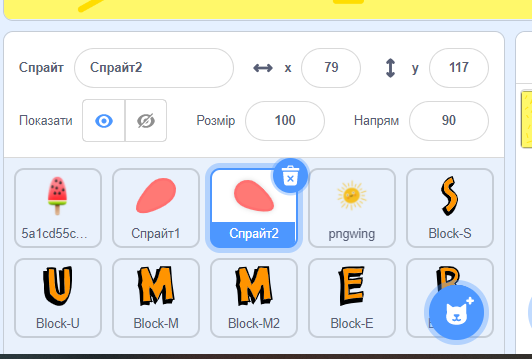 Спрайт Спрайт2 x 79 y 117
Показати Розмір 100 Напрям 90
5a1cd55c... Спрайт1 Спрайт2 pngwing Block-S
U M M E
Block-U Block-M Block-M2 Block-E